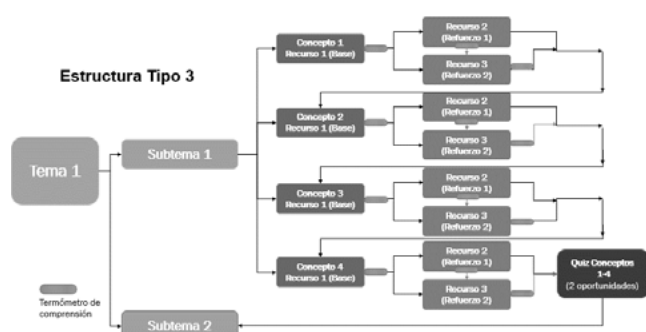 Estructura Tipo 3
Tema 1
Subtema 1
Concepto 1
Recurso 1 (Base)
Recurso 2
(Refuerzo 1)
Recurso 3
(Refuerzo 2)
Concepto 2
Recurso 1 (Base)
Recurso 2
(Refuerzo 1)
Recurso 3
(Refuerzo 2)
Concepto 3
Recurso 1 (Base)
Recurso 2
(Refuerzo 1)
Recurso 3
(Refuerzo 2)
Concepto 4
Recurso 1 (Base)
Recurso 2
(Refuerzo 1)
Recurso 3
(Refuerzo 2)
Quiz Conceptos
1-4
(2 oportunidades)
Termómetro de
comprensión
Subtema 2